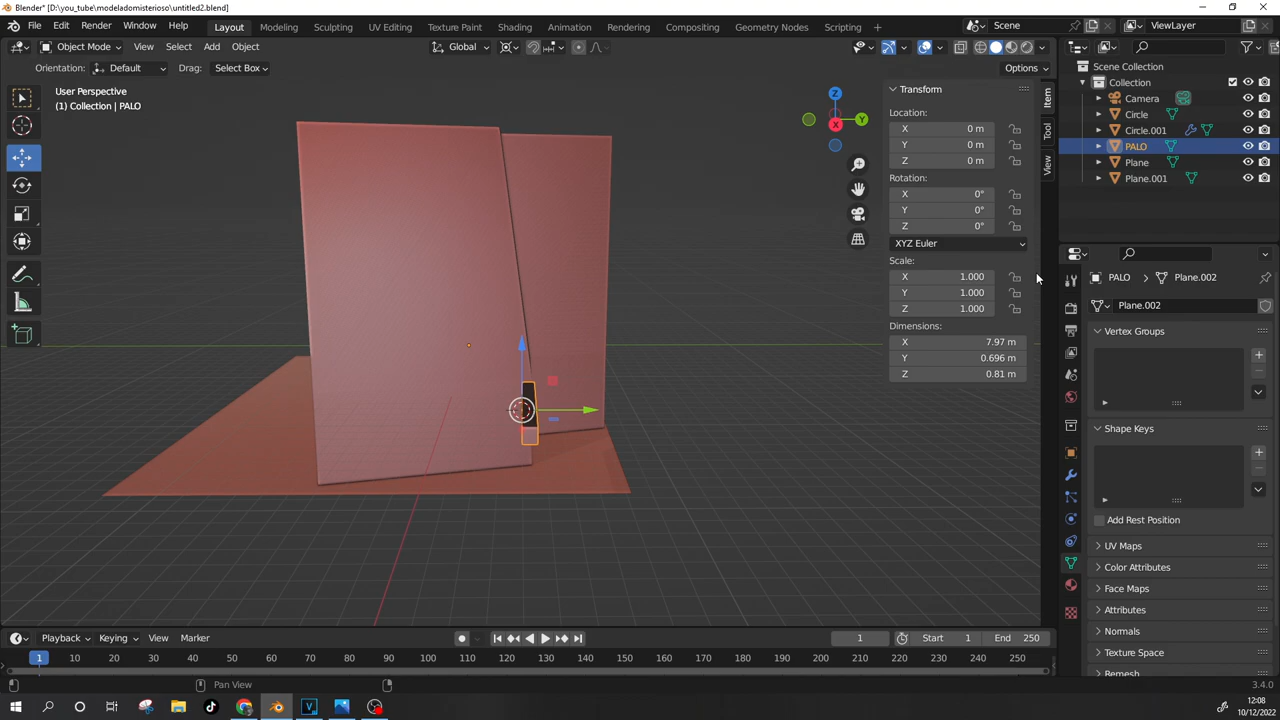 Blender* [D:\you_tube\modeladomisterioso\untitled2.blend]
File Edit Render Window Help Layout Modeling Sculpting UV Editing Texture Paint Shading Animation Rendering Compositing Geometry Nodes Scripting Scene ViewLayer
Object Mode View Select Add Object Global
Orientation: Default Drag: Select Box Options
User Perspective
(1) Collection | PALO
Transform
Location:
X 0 m
Y 0 m
Z 0 m
Rotation:
X 0°
Y 0°
Z 0°
XYZ Euler
Scale:
X 1.000
Y 1.000
Z 1.000
Dimensions:
X 7.97 m
Y 0.696 m
Z 0.81 m
Item
Tool
View
Z
Y
X
Scene Collection
Collection
Camera
Circle
Circle.001
PALO
Plane
Plane.001
PALO Plane.002
Plane.002
Vertex Groups
Shape Keys
Add Rest Position
UV Maps
Color Attributes
Face Maps
Attributes
Normals
Texture Space
Remesh
Playback Keying View Marker 1 Start 1 End 250
1 10 20 30 40 50 60 70 80 90 100 110 120 130 140 150 160 170 180 190 200 210 220 230 240 250
Pan View 3.4.0
12:08
10/12/2022